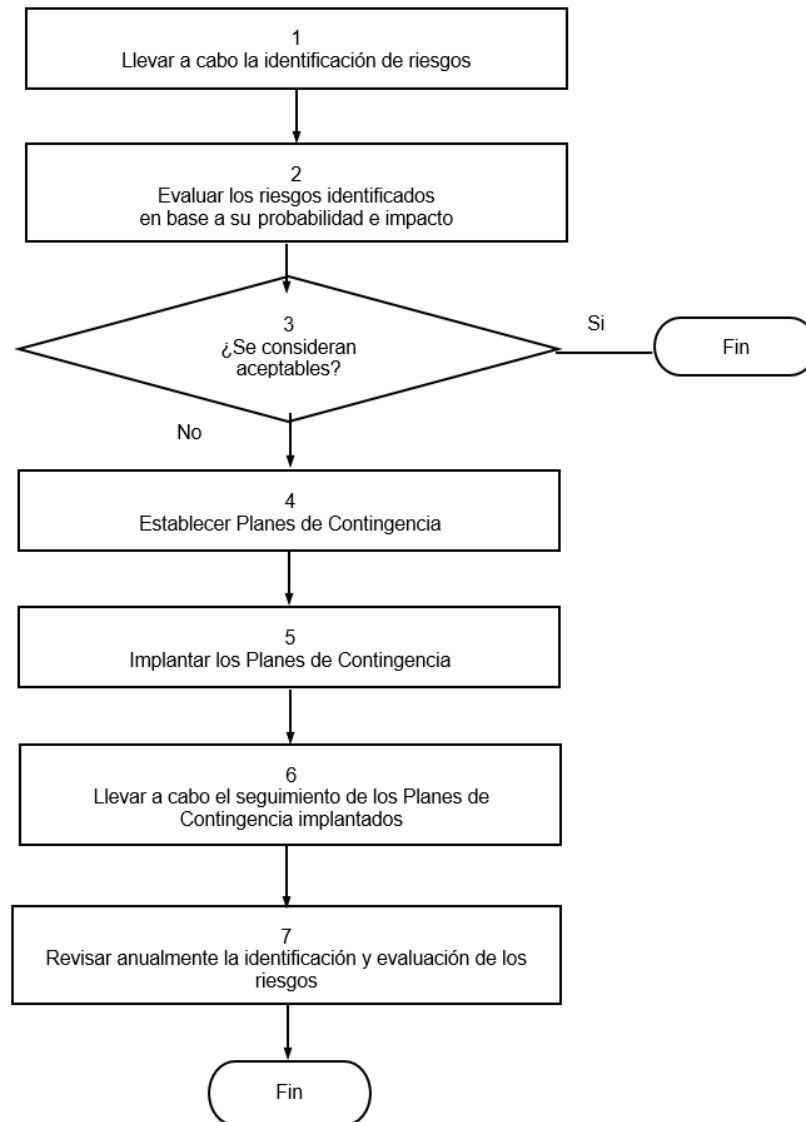 1
Llevar a cabo la identificación de riesgos
2
Evaluar los riesgos identificados
en base a su probabilidad e impacto
3
¿Se consideran
aceptables?
Si
Fin
No
4
Establecer Planes de Contingencia
5
Implantar los Planes de Contingencia
6
Llevar a cabo el seguimiento de los Planes de
Contingencia implantados
7
Revisar anualmente la identificación y evaluación de los
riesgos
Fin